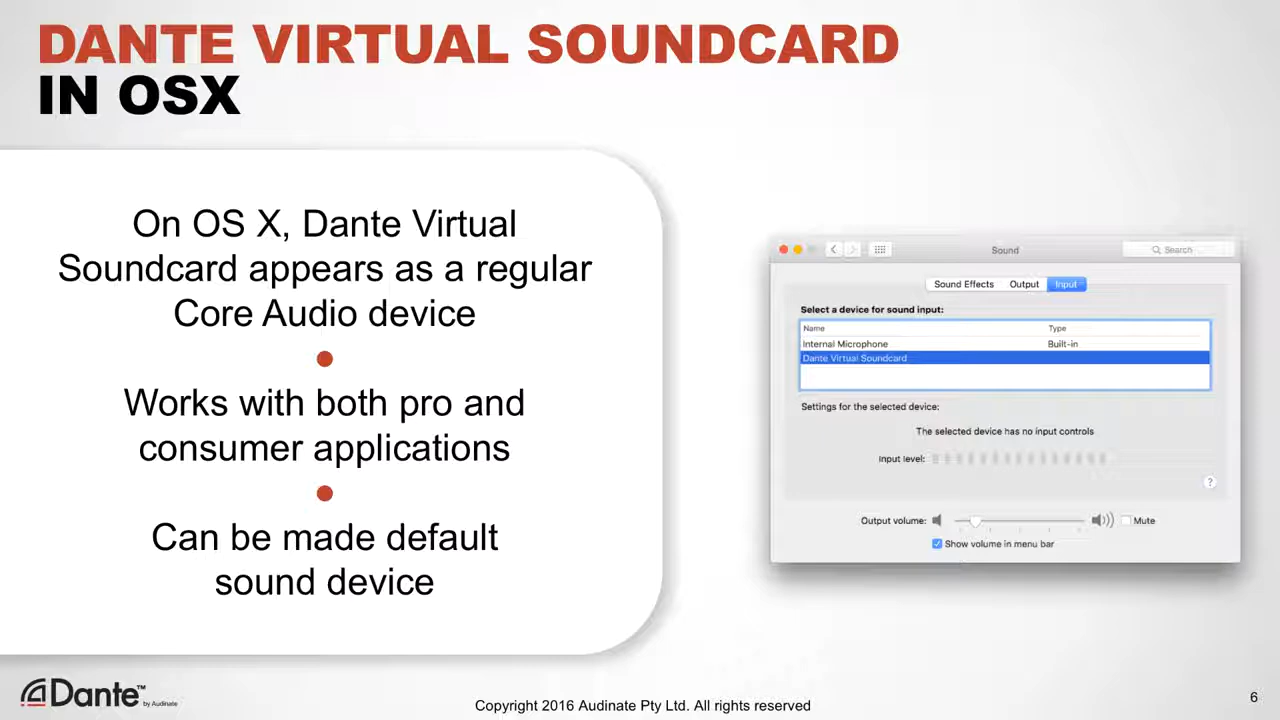 DANTE VIRTUAL SOUNDCARD
IN OSX
On OS X, Dante Virtual
Soundcard appears as a regular
Core Audio device
Works with both pro and
consumer applications
Can be made default
sound device
Sound
Search
Sound Effects Output Input
Select a device for sound input:
Name Type
Internal Microphone Built-in
Dante Virtual Soundcard
Settings for the selected device:
The selected device has no input controls
Input level:
?
Output volume: Mute
Show volume in menu bar
Dante™ by Audinate
Copyright 2016 Audinate Pty Ltd. All rights reserved
6